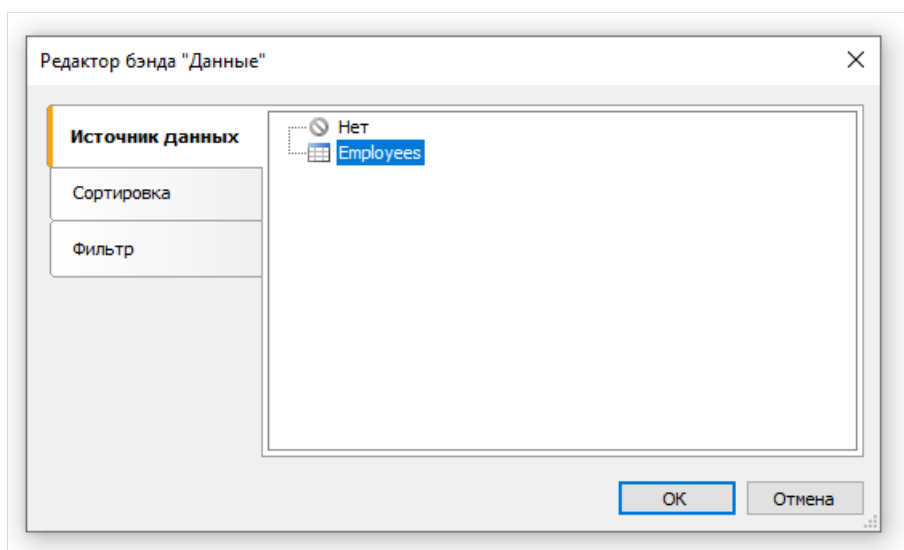 Редактор бэнда "Данные"
Источник данных
Сортировка
Фильтр
Нет
Employees
OK
Отмена